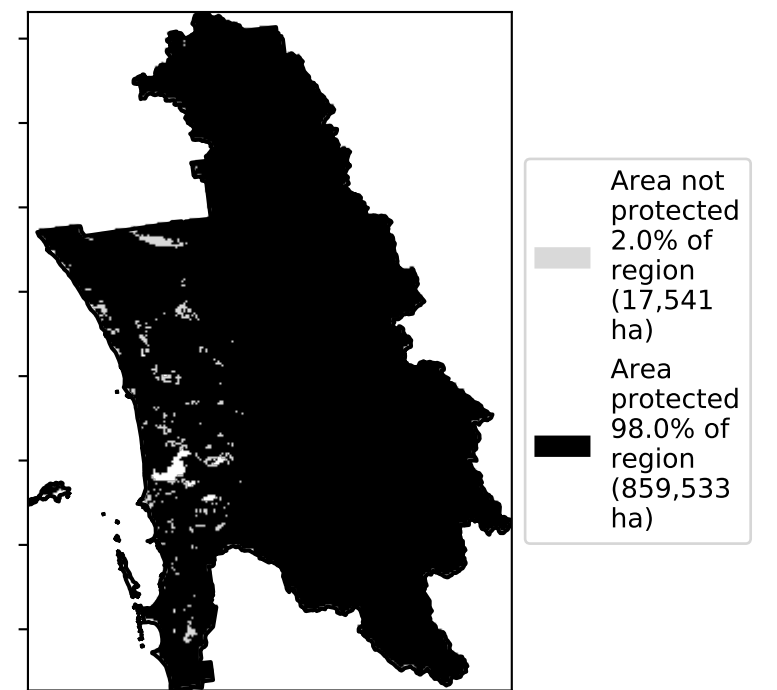 Area not
protected
2.0% of
region
(17,541
ha)
Area
protected
98.0% of
region
(859,533
ha)